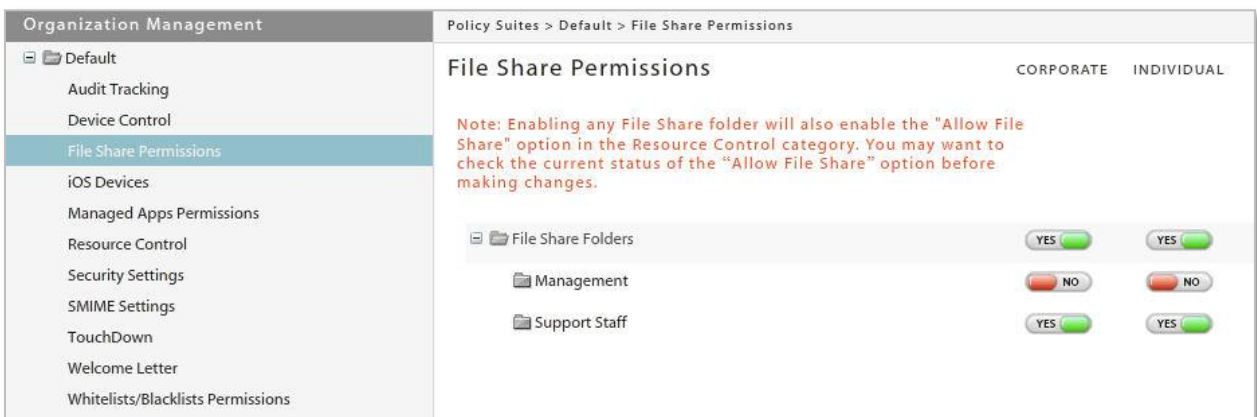 Organization Management
Default
Audit Tracking
Device Control
File Share Permissions
iOS Devices
Managed Apps Permissions
Resource Control
Security Settings
SMIME Settings
TouchDown
Welcome Letter
Whitelists/Blacklists Permissions
Policy Suites > Default > File Share Permissions
File Share Permissions CORPORATE INDIVIDUAL
Note: Enabling any File Share folder will also enable the "Allow File
Share" option in the Resource Control category. You may want to
check the current status of the “Allow File Share” option before
making changes.
File Share Folders YES YES
Management NO NO
Support Staff YES YES